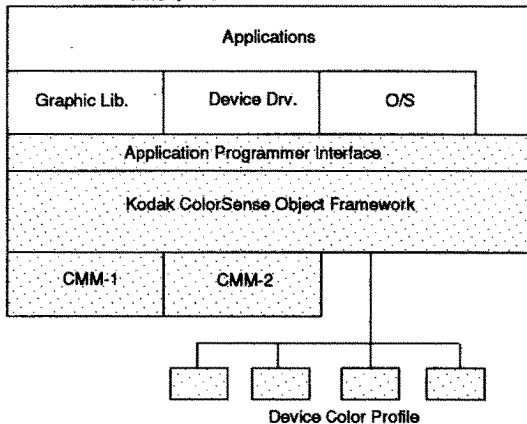 Applications
Graphic Lib. Device Drv. O/S
Application Programmer Interface
Kodak ColorSense Object Framework
CMM-1 CMM-2
Device Color Profile